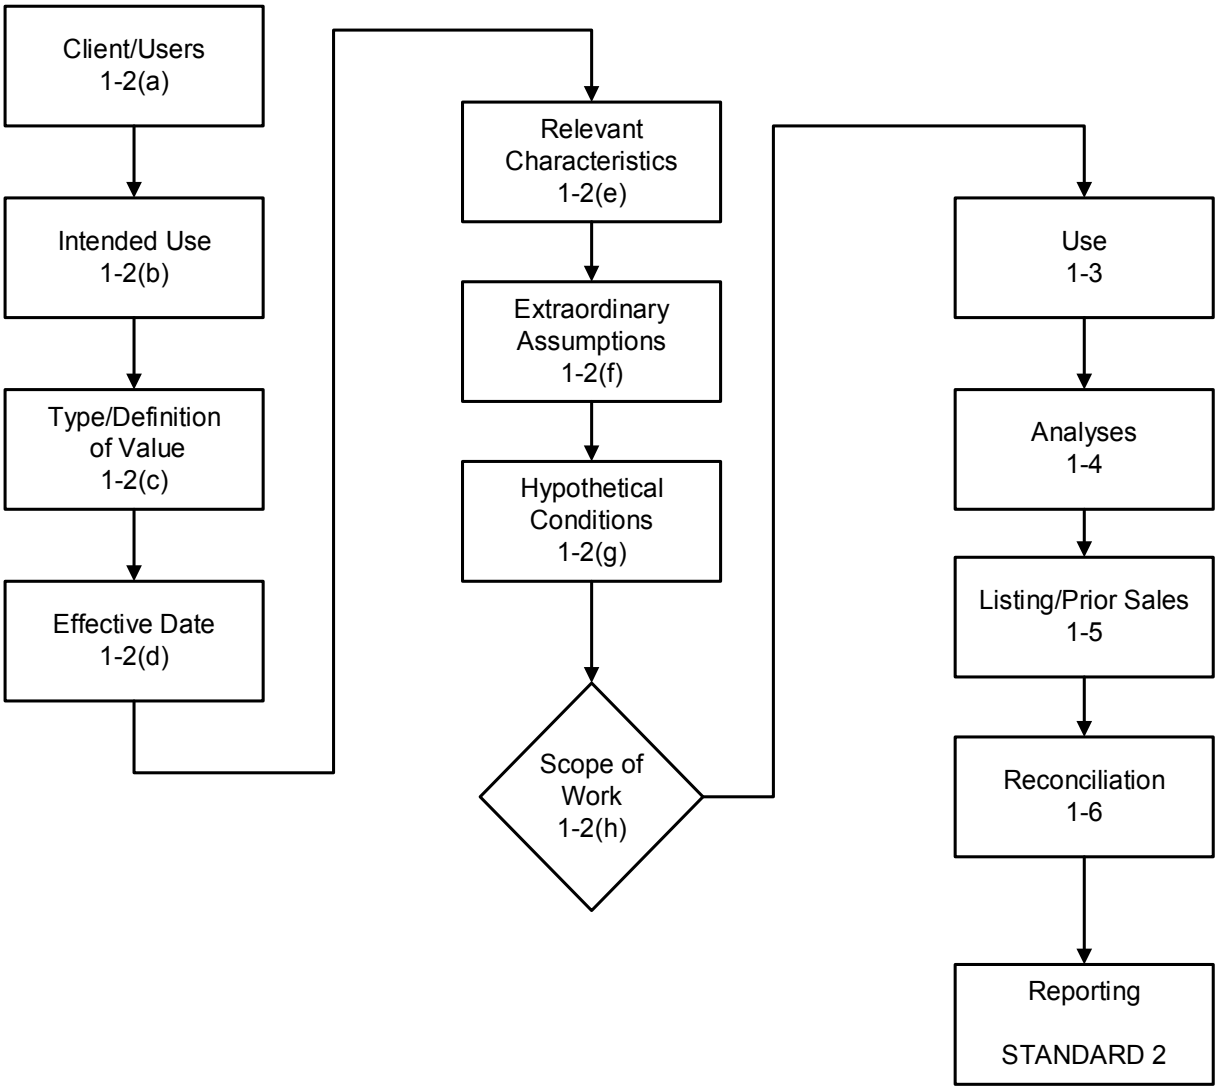 Client/Users
1-2(a)
Intended Use
1-2(b)
Type/Definition
of Value
1-2(c)
Effective Date
1-2(d)
Relevant
Characteristics
1-2(e)
Extraordinary
Assumptions
1-2(f)
Hypothetical
Conditions
1-2(g)
Scope of
Work
1-2(h)
Use
1-3
Analyses
1-4
Listing/Prior Sales
1-5
Reconciliation
1-6
Reporting
STANDARD 2